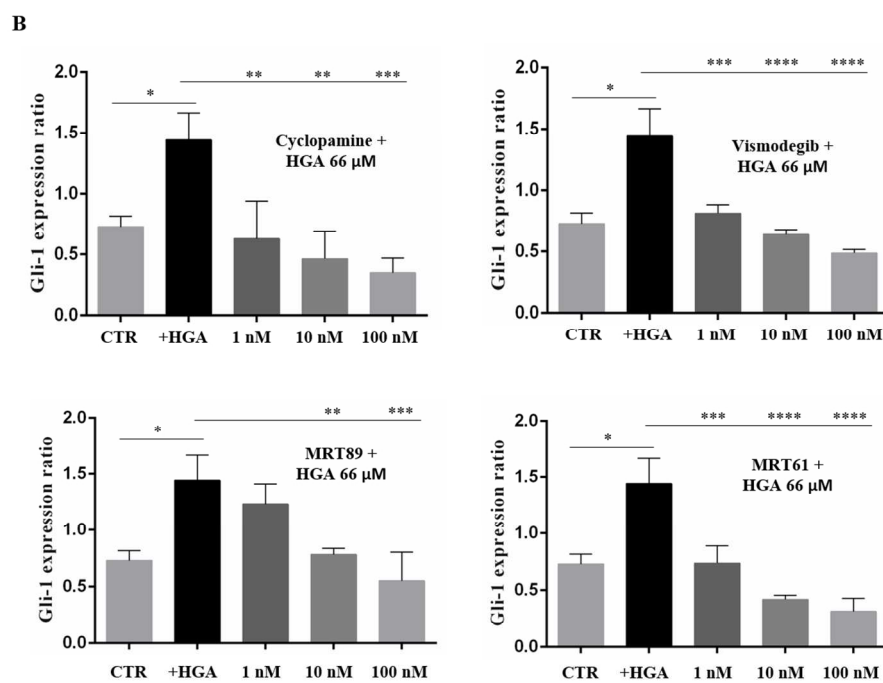 B
* ** ** ***
2.0
1.5
1.0
0.5
0.0
Gli-1 expression ratio
Cyclopamine +
HGA 66 µM
CTR +HGA 1 nM 10 nM 100 nM
* *** **** ****
2.0
1.5
1.0
0.5
0.0
Gli-1 expression ratio
Vismodegib +
HGA 66 µM
CTR +HGA 1 nM 10 nM 100 nM
* ** ***
2.0
1.5
1.0
0.5
0.0
Gli-1 expression ratio
MRT89 +
HGA 66 µM
CTR +HGA 1 nM 10 nM 100 nM
* *** **** ****
2.0
1.5
1.0
0.5
0.0
Gli-1 expression ratio
MRT61 +
HGA 66 µM
CTR +HGA 1 nM 10 nM 100 nM